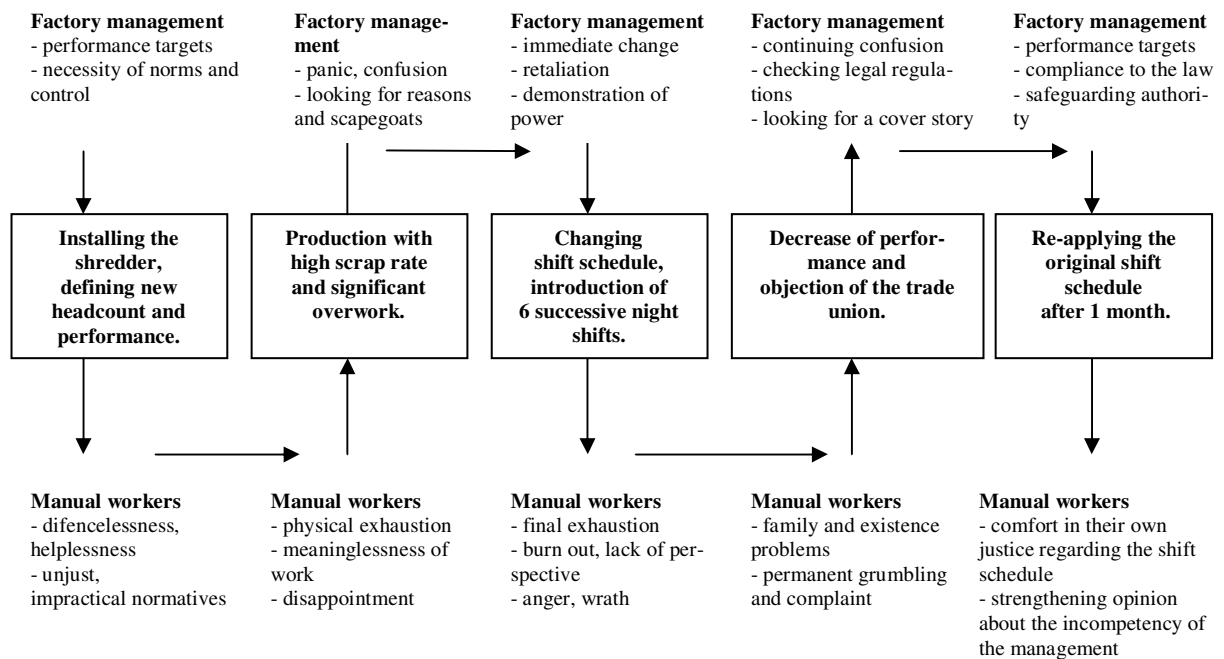 Factory management
- performance targets
- necessity of norms and
control
Factory manage-
ment
- panic, confusion
- looking for reasons
and scapegoats
Factory management
- immediate change
- retaliation
- demonstration of
power
Factory management
- continuing confusion
- checking legal regula-
tions
- looking for a cover story
Factory management
- performance targets
- compliance to the law
- safeguarding authori-
ty
Installing the
shredder,
defining new
headcount and
performance.
Production with
high scrap rate
and significant
overwork.
Changing
shift schedule,
introduction of
6 successive night
shifts.
Decrease of perfor-
mance and
objection of the trade
union.
Re-applying the
original shift
schedule
after 1 month.
Manual workers
- difencelessness,
helplessness
- unjust,
impractical normatives
Manual workers
- physical exhaustion
- meaninglessness of
work
- disappointment
Manual workers
- final exhaustion
- burn out, lack of per-
spective
- anger, wrath
Manual workers
- family and existence
problems
- permanent grumbling
and complaint
Manual workers
- comfort in their own
justice regarding the shift
schedule
- strengthening opinion
about the incompetency of
the management